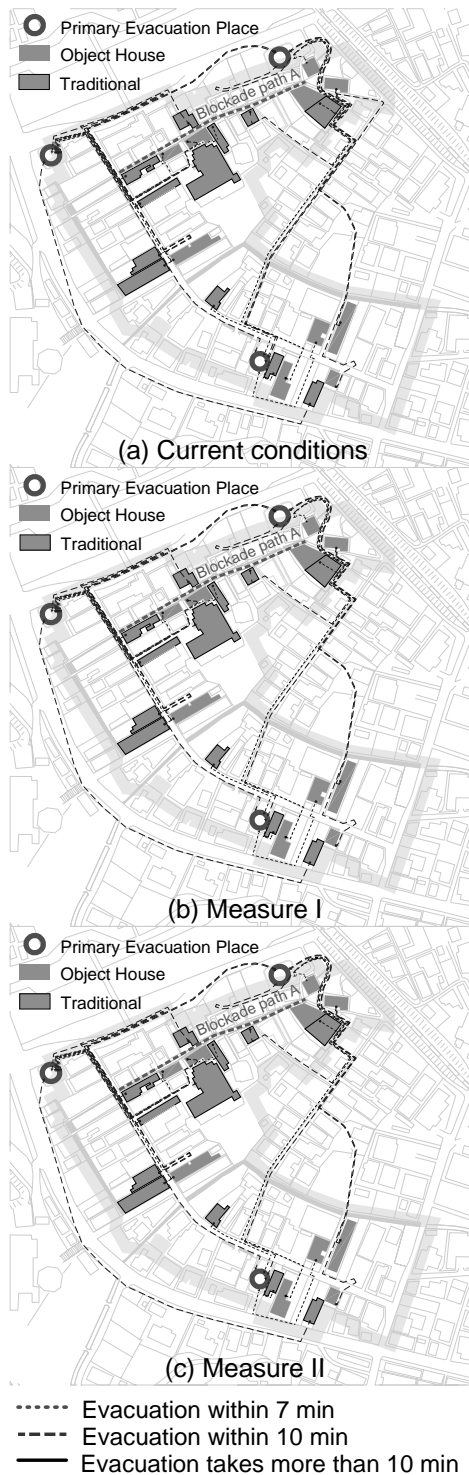 Primary Evacuation Place
Object House
Traditional
Blockade path A
(a) Current conditions
Primary Evacuation Place
Object House
Traditional
Blockade path A
(b) Measure I
Primary Evacuation Place
Object House
Traditional
Blockade path A
(c) Measure II
Evacuation within 7 min
Evacuation within 10 min
Evacuation takes more than 10 min